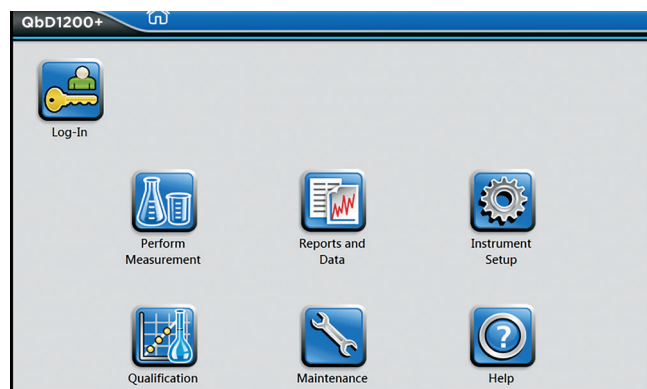 QbD1200+
Log-In
Perform
Measurement
Reports and
Data
Instrument
Setup
Qualification
Maintenance
Help